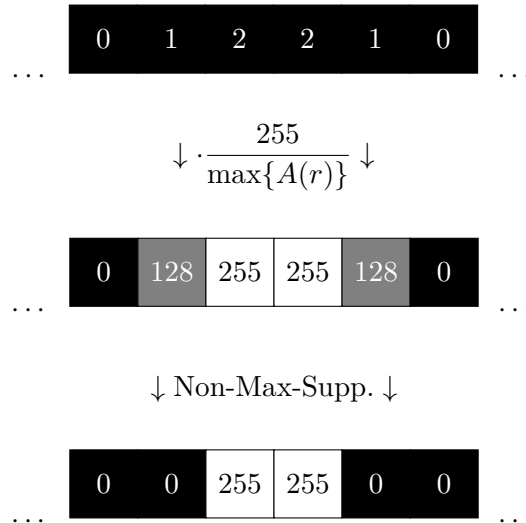 0 1 2 2 1 0
... ...
↓ · 255 / max{A(r)} ↓
0 128 255 255 128 0
... ...
↓ Non-Max-Supp. ↓
0 0 255 255 0 0
... ...